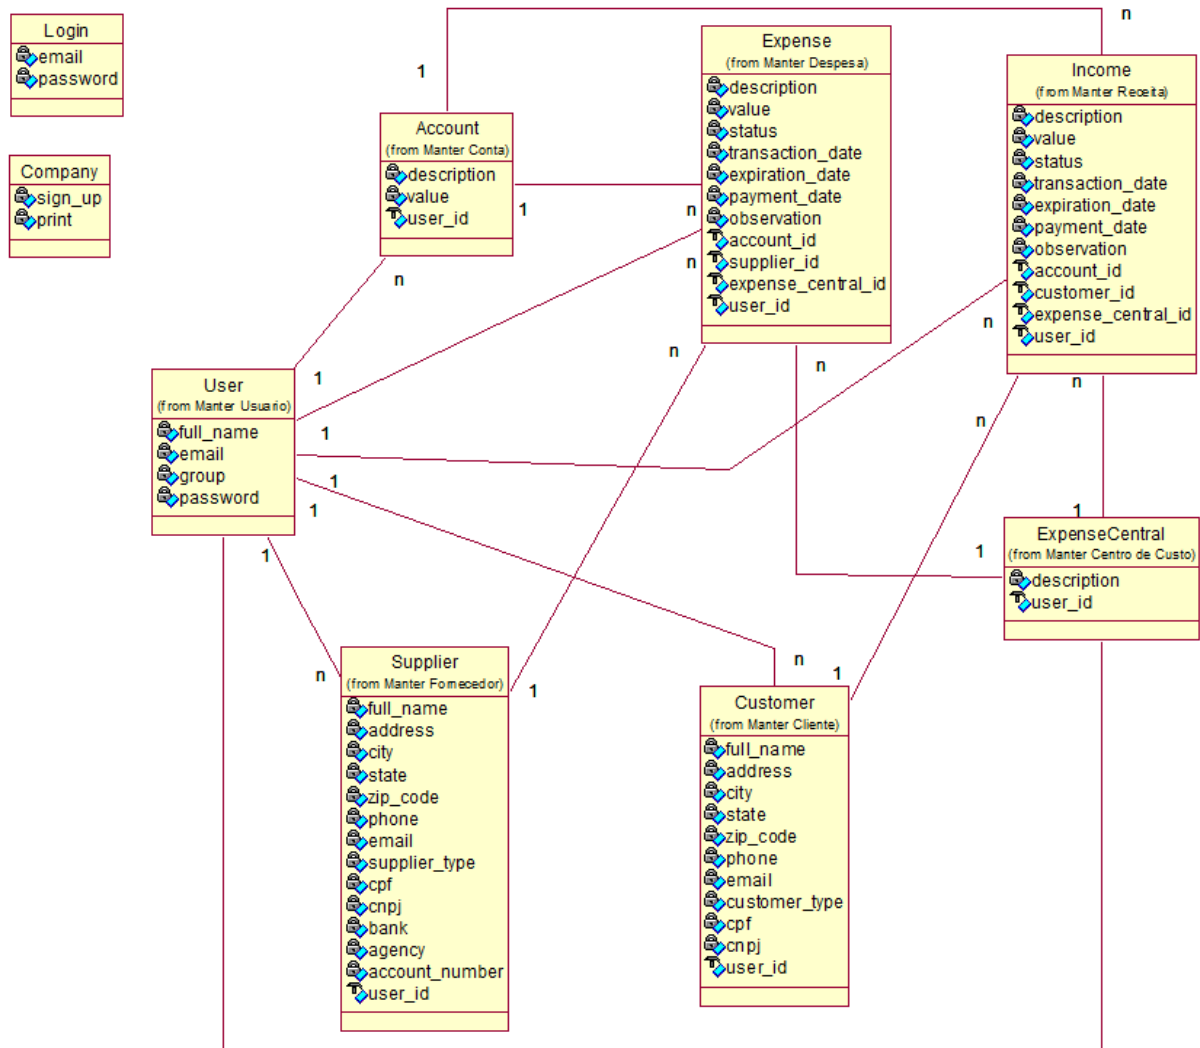 Login
email
password
Company
sign_up
print
Account
(from Manter Conta)
description
value
user_id
Expense
(from Manter Despesa)
description
value
status
transaction_date
expiration_date
payment_date
observation
account_id
supplier_id
expense_central_id
user_id
Income
(from Manter Receita)
description
value
status
transaction_date
expiration_date
payment_date
observation
account_id
customer_id
expense_central_id
user_id
n
1
1
n
n
n
1
1
1
1
1
n
n
n
n
n
n
1
1
n
1
n
1
User
(from Manter Usuario)
full_name
email
group
password
ExpenseCentral
(from Manter Centro de Custo)
description
user_id
Supplier
(from Manter Fornecedor)
full_name
address
city
state
zip_code
phone
email
supplier_type
cpf
cnpj
bank
agency
account_number
user_id
Customer
(from Manter Cliente)
full_name
address
city
state
zip_code
phone
email
customer_type
cpf
cnpj
user_id